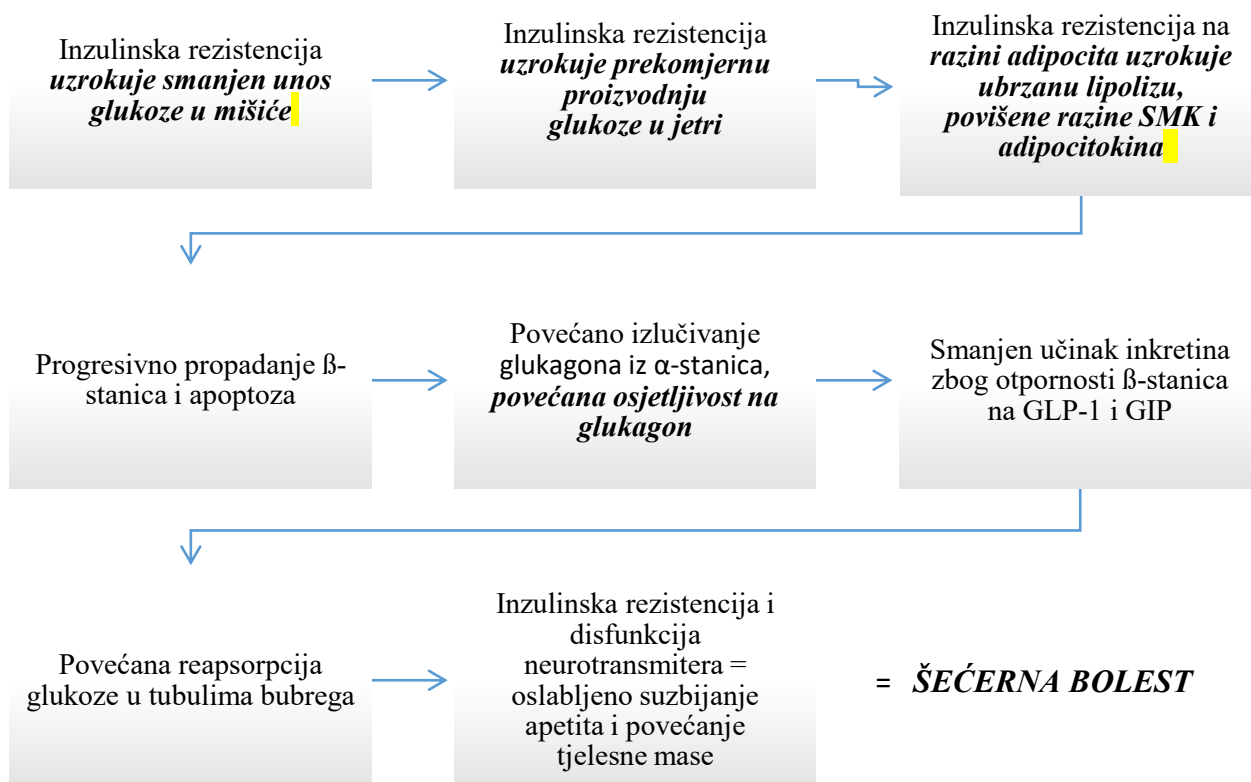 Inzulinska rezistencija
uzrokuje smanjen unos
glukoze u mišiće
Inzulinska rezistencija
uzrokuje prekomjernu
proizvodnju
glukoze u jetri
Inzulinska rezistencija na
razini adipocita uzrokuje
ubrzanu lipolizu,
povišene razine SMK i
adipocitokina
Progresivno propadanje ß-
stanica i apoptoza
Povećano izlučivanje
glukagona iz α-stanica,
povećana osjetljivost na
glukagon
Smanjen učinak inkretina
zbog otpornosti ß-stanica
na GLP-1 i GIP
Povećana reapsorpcija
glukoze u tubulima bubrega
Inzulinska rezistencija i
disfunkcija
neurotransmitera =
oslabljeno suzbijanje
apetita i povećanje
tjelesne mase
= ŠEĆERNA BOLEST